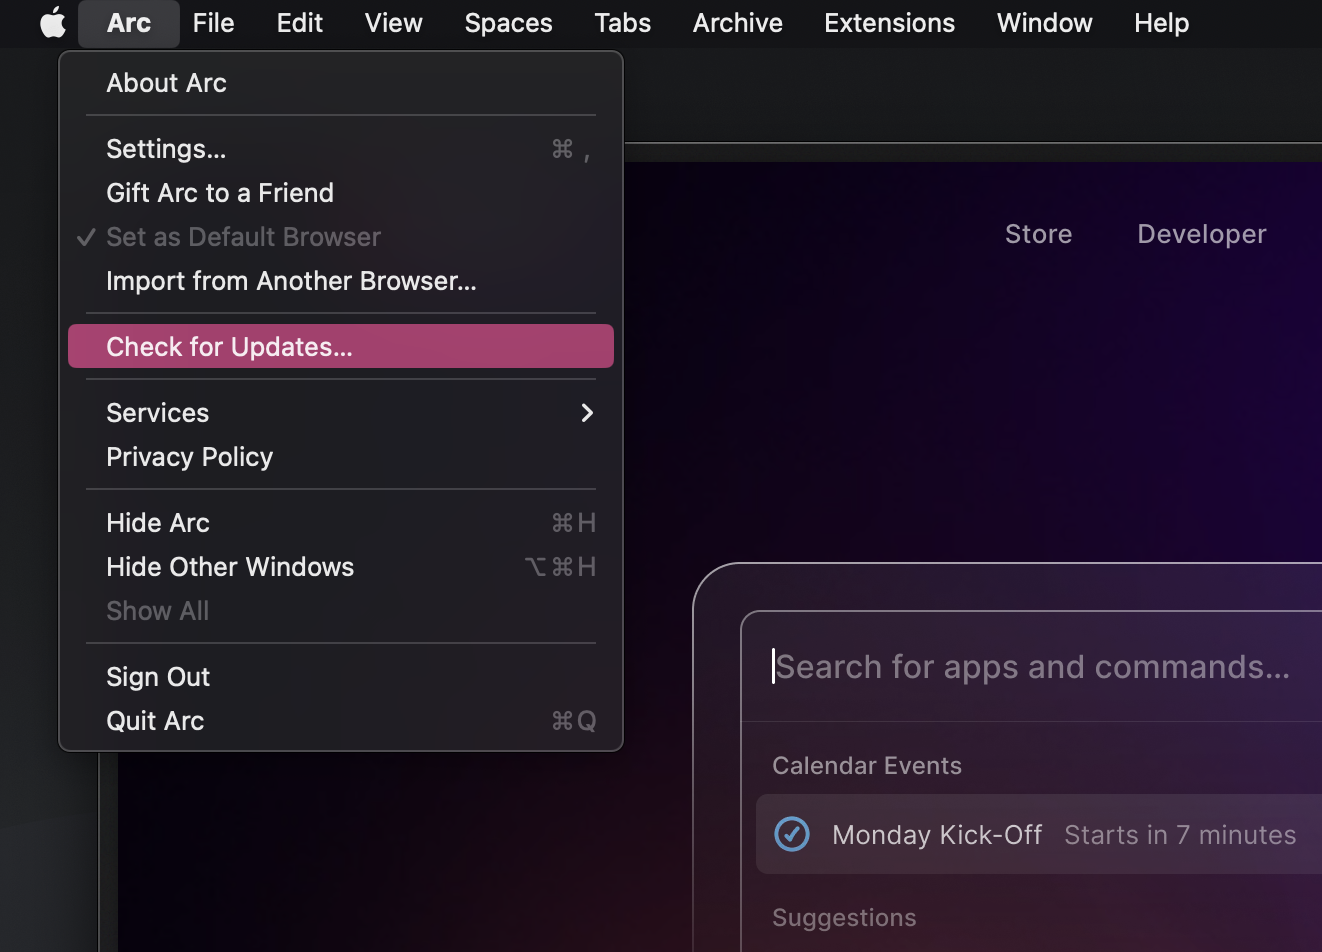 Arc File Edit View Spaces Tabs Archive Extensions Window Help
About Arc
Settings... ⌘ ,
Gift Arc to a Friend
✓ Set as Default Browser
Import from Another Browser...
Check for Updates...
Services
Privacy Policy
Hide Arc ⌘H
Hide Other Windows ⌥⌘H
Show All
Sign Out
Quit Arc ⌘Q
Store Developer
Search for apps and commands...
Calendar Events
Monday Kick-Off Starts in 7 minutes
Suggestions